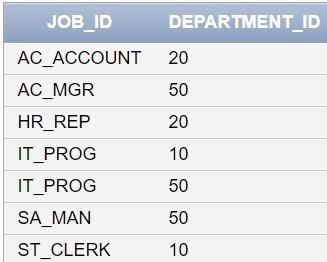 JOB_ID DEPARTMENT_ID
AC_ACCOUNT 20
AC_MGR 50
HR_REP 20
IT_PROG 10
IT_PROG 50
SA_MAN 50
ST_CLERK 10